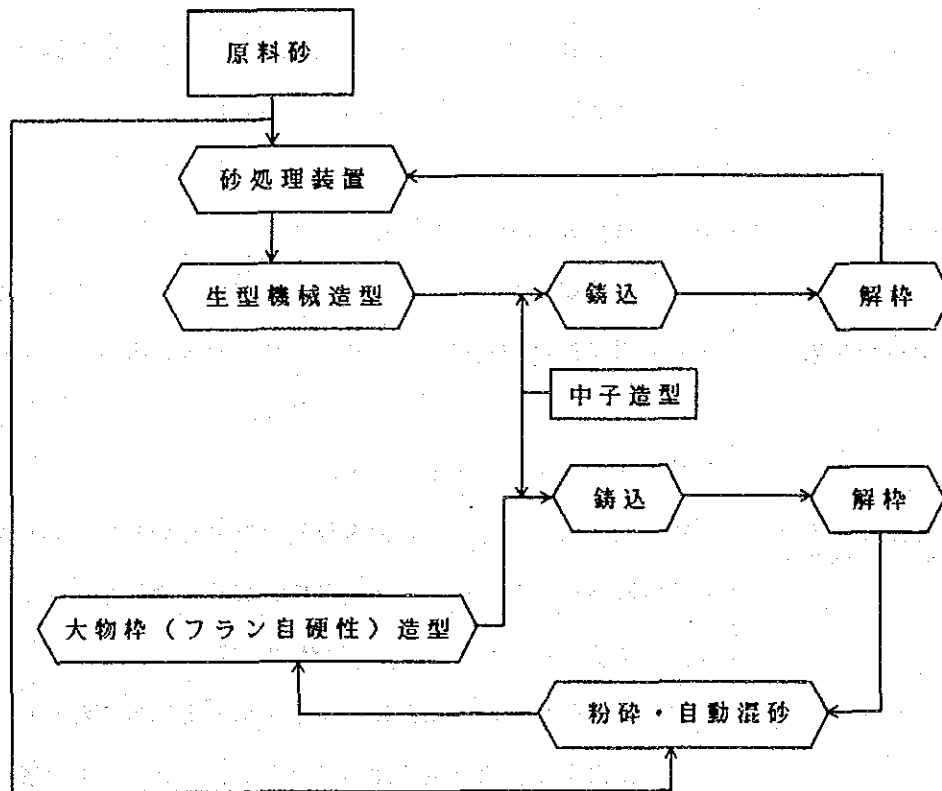 原料砂
砂処理装置
生型機械造型
鋳込
解枠
中子造型
鋳込
解枠
大物枠（フラン自硬性）造型
粉砕・自動混砂